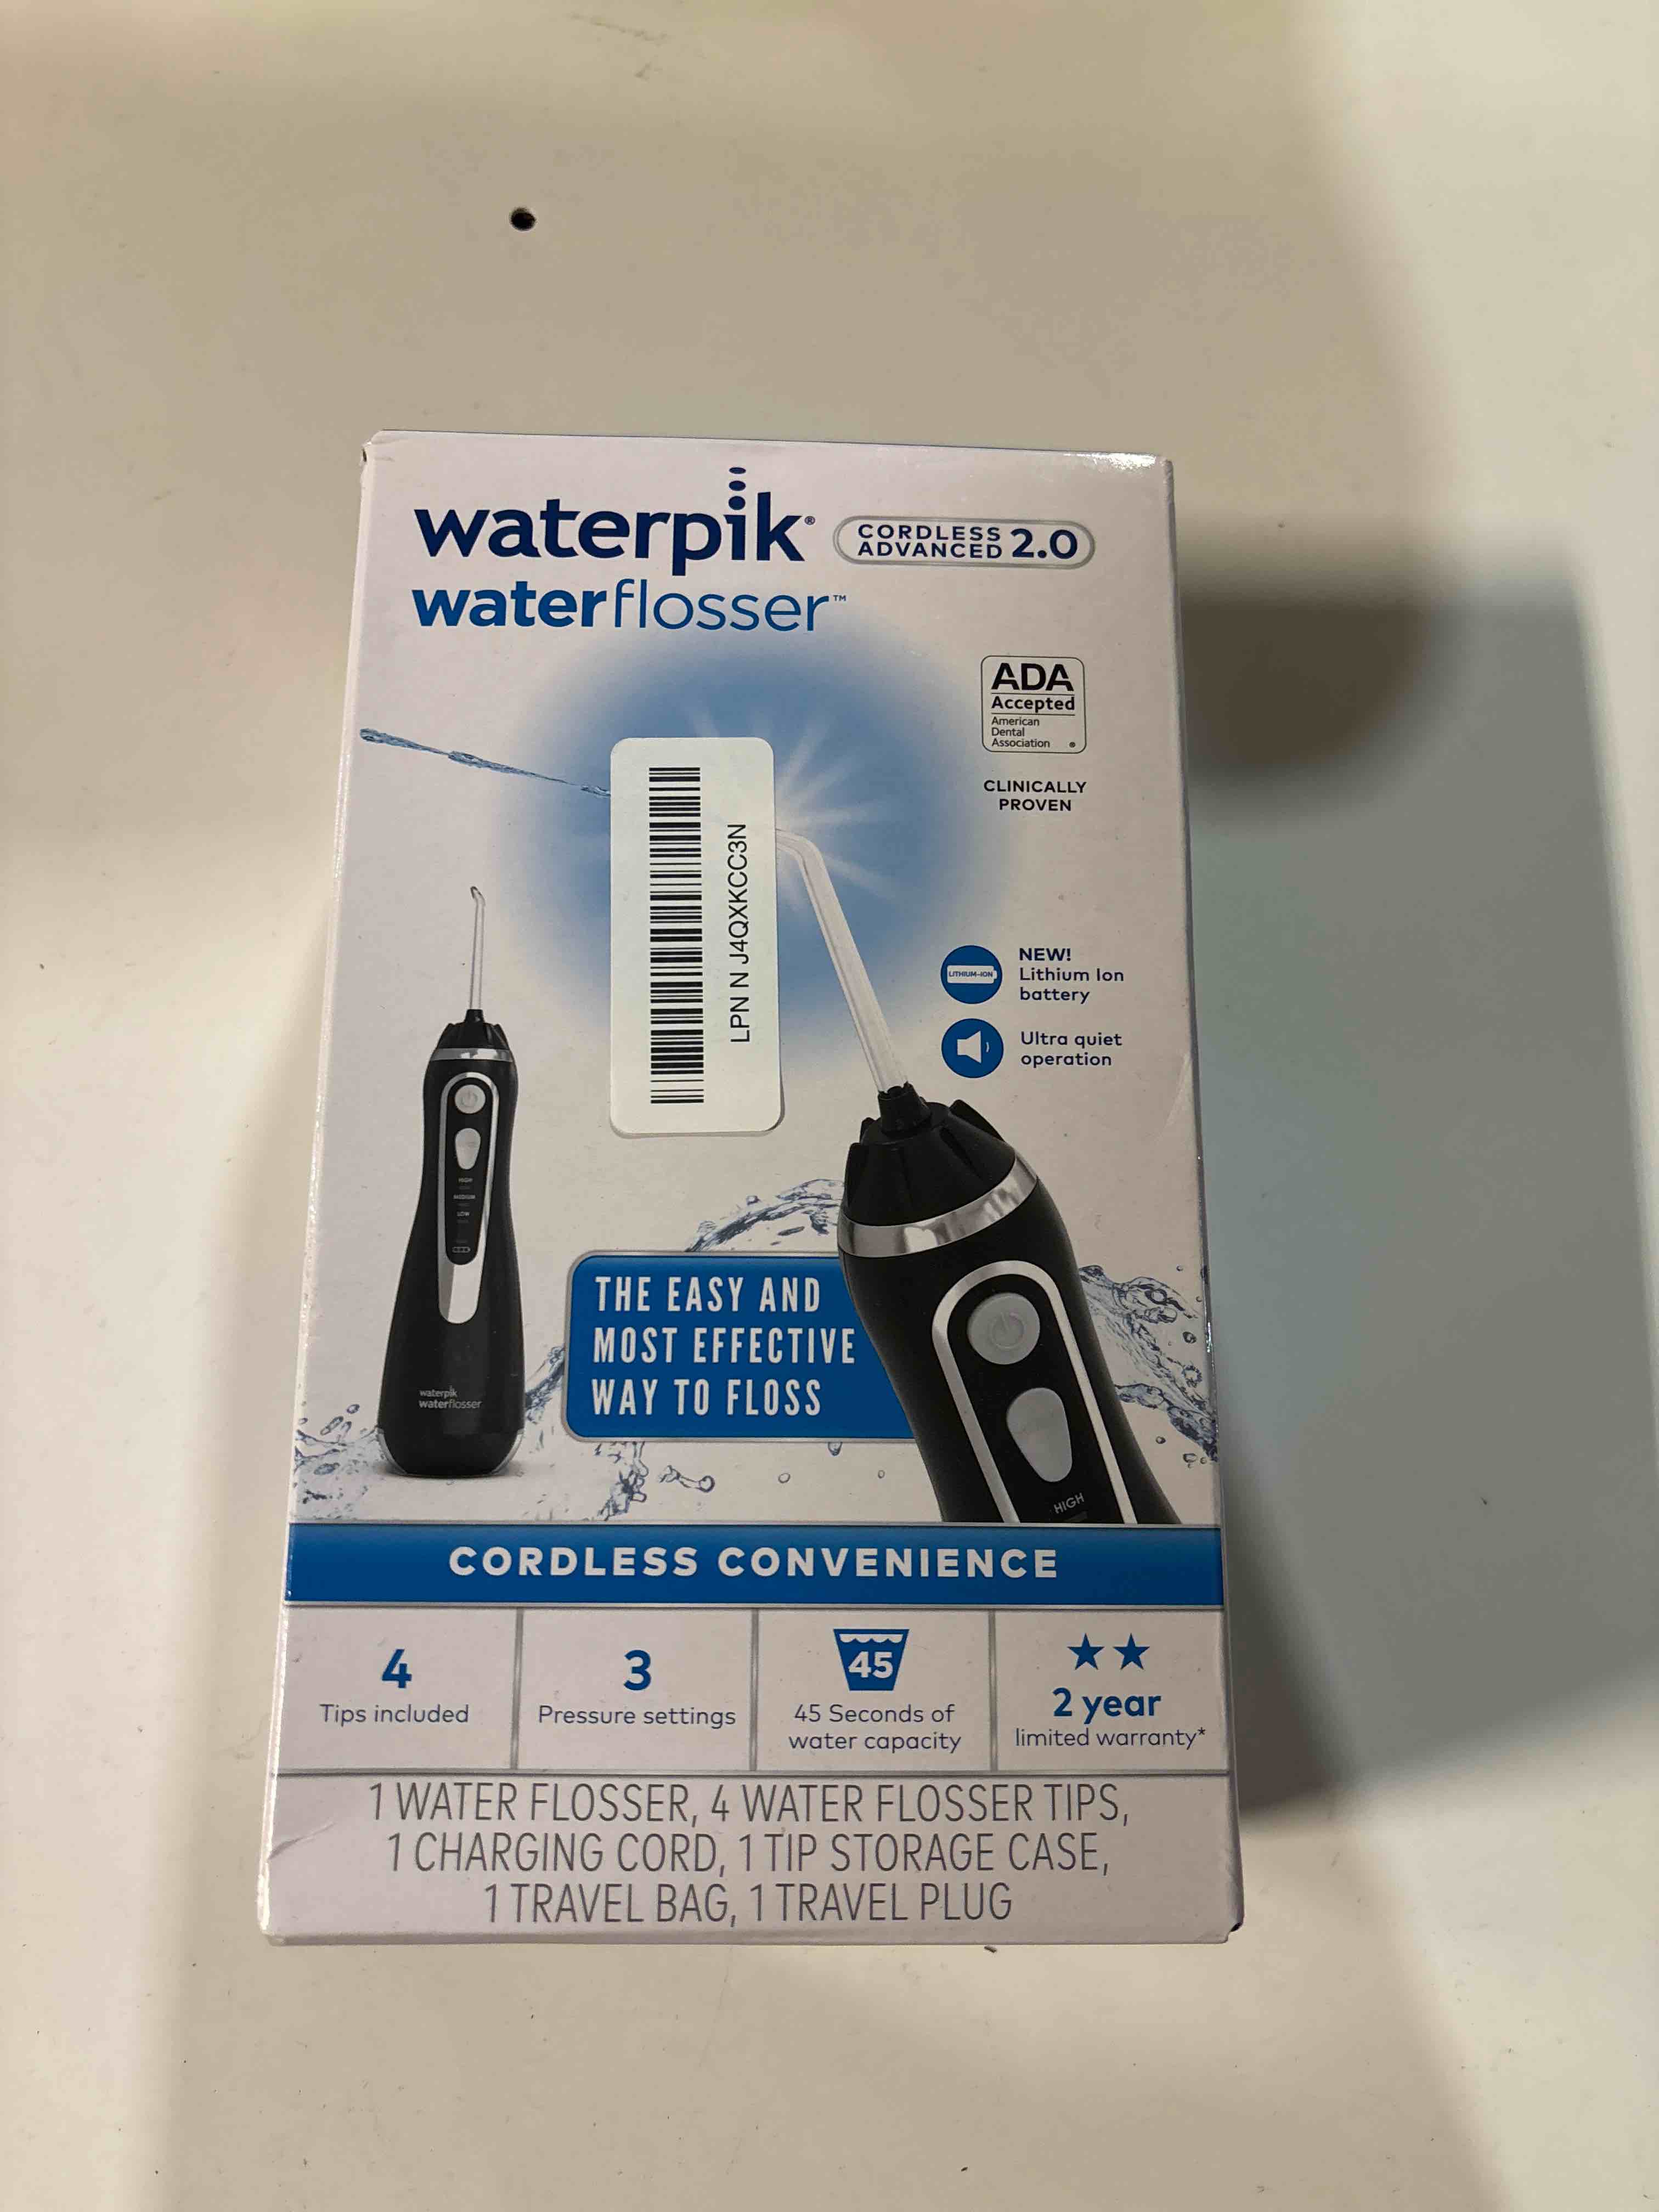 waterpik®
CORDLESS
ADVANCED 2.0
waterflosser™
ADA
Accepted
American
Dental
Association ®
CLINICALLY
PROVEN
LPN N J4QXKCC3N
LITHIUM-ION
NEW!
Lithium Ion
battery
Ultra quiet
operation
HIGH
MEDIUM
LOW
waterpik
waterflosser
THE EASY AND
MOST EFFECTIVE
WAY TO FLOSS
HIGH
CORDLESS CONVENIENCE
4
Tips included
3
Pressure settings
45
45 Seconds of
water capacity
2 year
limited warranty*
1 WATER FLOSSER, 4 WATER FLOSSER TIPS,
1 CHARGING CORD, 1 TIP STORAGE CASE,
1 TRAVEL BAG, 1 TRAVEL PLUG